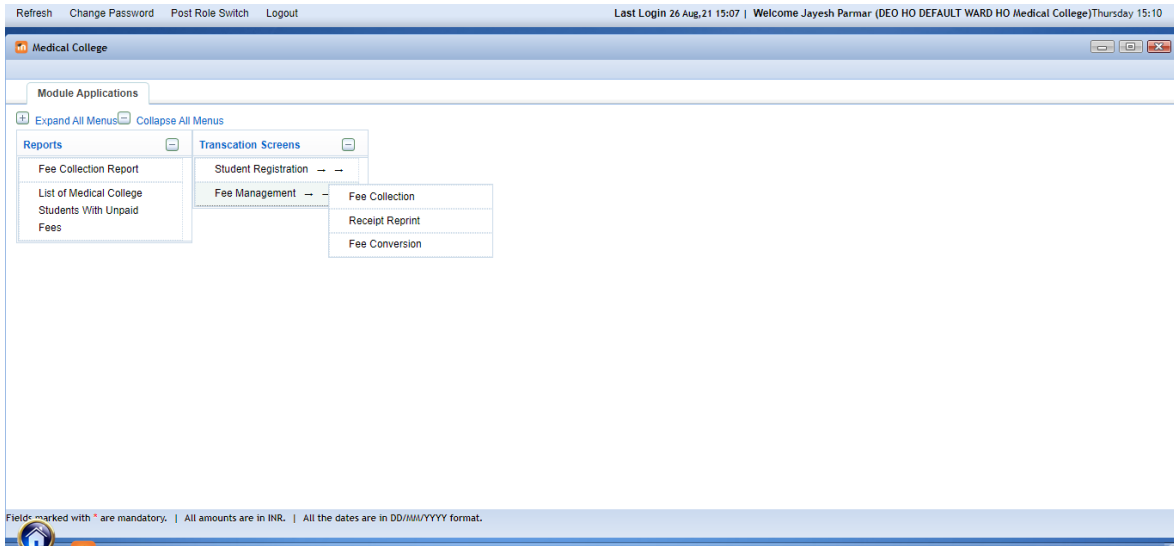 Refresh Change Password Post Role Switch Logout Last Login 26 Aug,21 15:07 | Welcome Jayesh Parmar (DEO HO DEFAULT WARD HO Medical College)Thursday 15:10
Medical College
Module Applications
Expand All Menus Collapse All Menus
Reports Transcation Screens
Fee Collection Report Student Registration → →
List of Medical College Fee Management → →
Students With Unpaid
Fees
Fee Collection
Receipt Reprint
Fee Conversion
Fields marked with * are mandatory. | All amounts are in INR. | All the dates are in DD/MM/YYYY format.